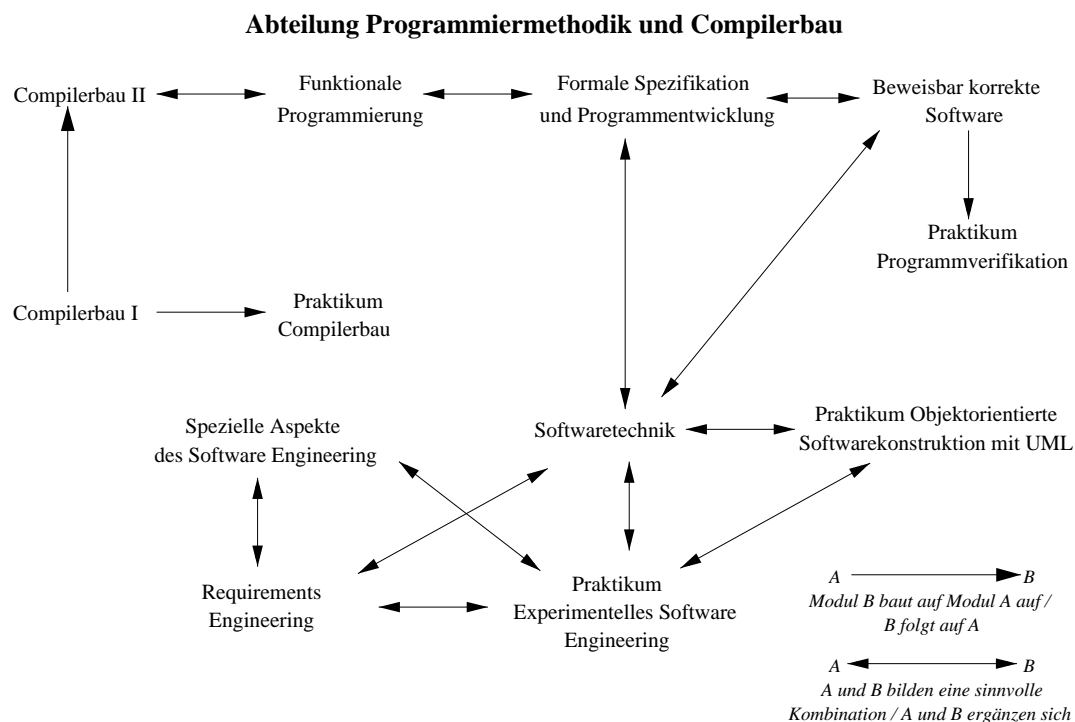 Abteilung Programmiermethodik und Compilerbau
Compilerbau II
Funktionale
Programmierung
Formale Spezifikation
und Programmentwicklung
Beweisbar korrekte
Software
Praktikum
Programmverifikation
Compilerbau I
Praktikum
Compilerbau
Spezielle Aspekte
des Software Engineering
Softwaretechnik
Praktikum Objektorientierte
Softwarekonstruktion mit UML
Requirements
Engineering
Praktikum
Experimentelles Software
Engineering
A B
Modul B baut auf Modul A auf /
B folgt auf A
A B
A und B bilden eine sinnvolle
Kombination / A und B ergänzen sich